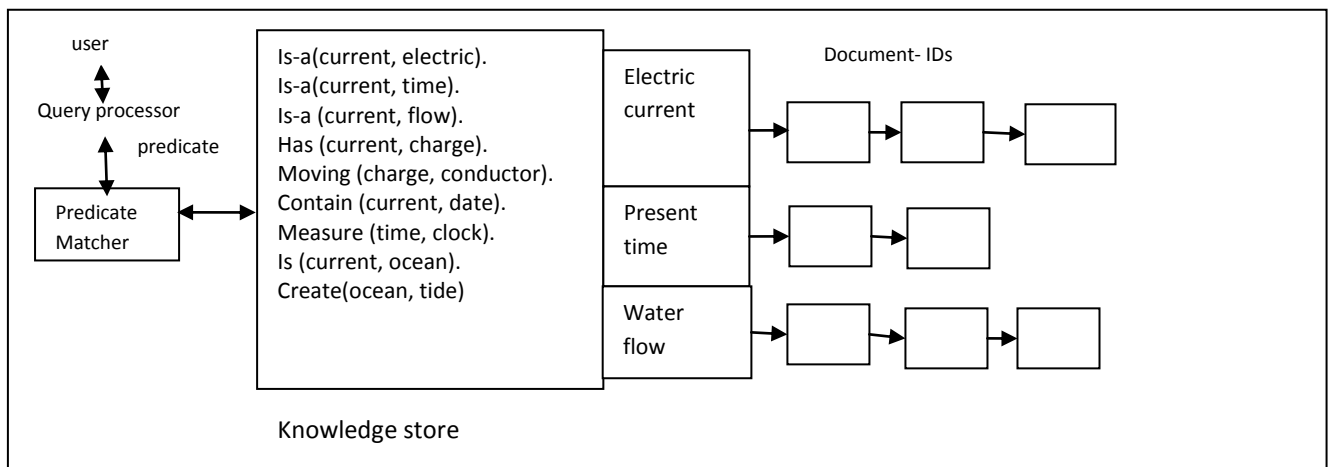 user
Query processor
predicate
Predicate
Matcher
Is-a(current, electric).
Is-a(current, time).
Is-a (current, flow).
Has (current, charge).
Moving (charge, conductor).
Contain (current, date).
Measure (time, clock).
Is (current, ocean).
Create(ocean, tide)
Knowledge store
Electric
current
Present
time
Water
flow
Document- IDs